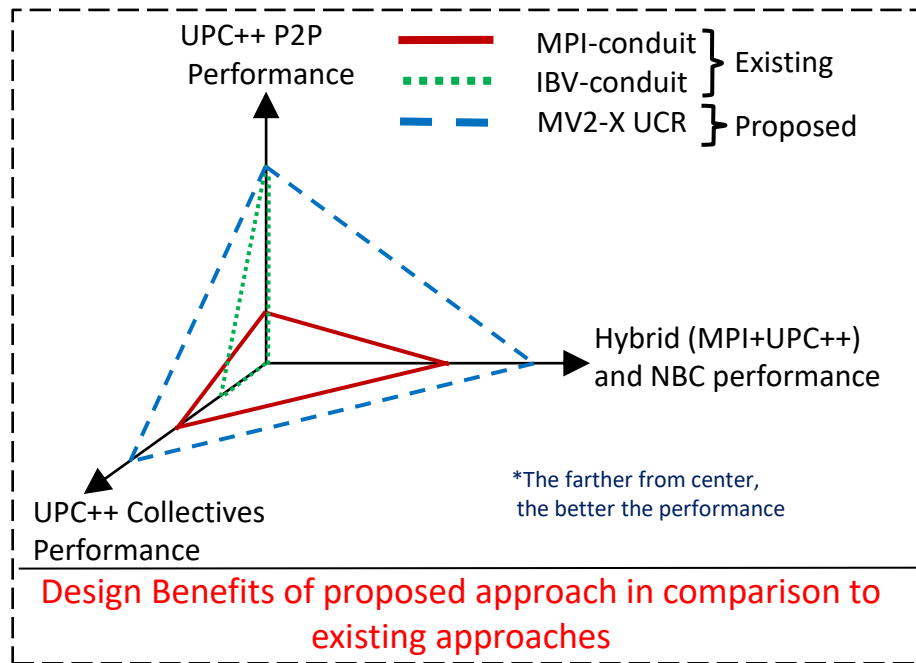 UPC++ P2P
Performance
MPI-conduit
IBV-conduit
Existing
MV2-X UCR
Proposed
Hybrid (MPI+UPC++)
and NBC performance
*The farther from center,
the better the performance
UPC++ Collectives
Performance
Design Benefits of proposed approach in comparison to
existing approaches